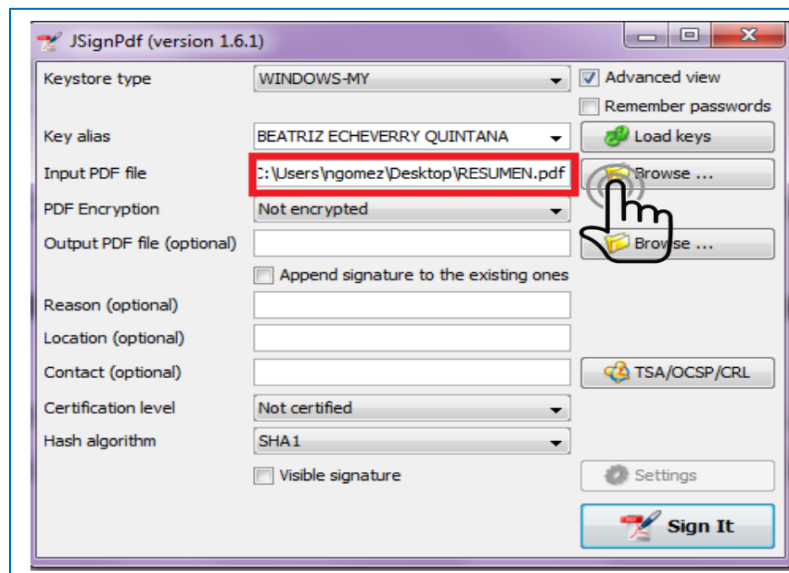 JSignPdf (version 1.6.1)
Keystore type WINDOWS-MY Advanced view
Remember passwords
Key alias BEATRIZ ECHEVERRY QUINTANA Load keys
Input PDF file :\Users\ngomez\Desktop\RESUMEN.pdf Browse ...
PDF Encryption Not encrypted
Output PDF file (optional) Browse ...
Append signature to the existing ones
Reason (optional)
Location (optional)
Contact (optional) TSA/OCSP/CRL
Certification level Not certified
Hash algorithm SHA1
Visible signature Settings
Sign It